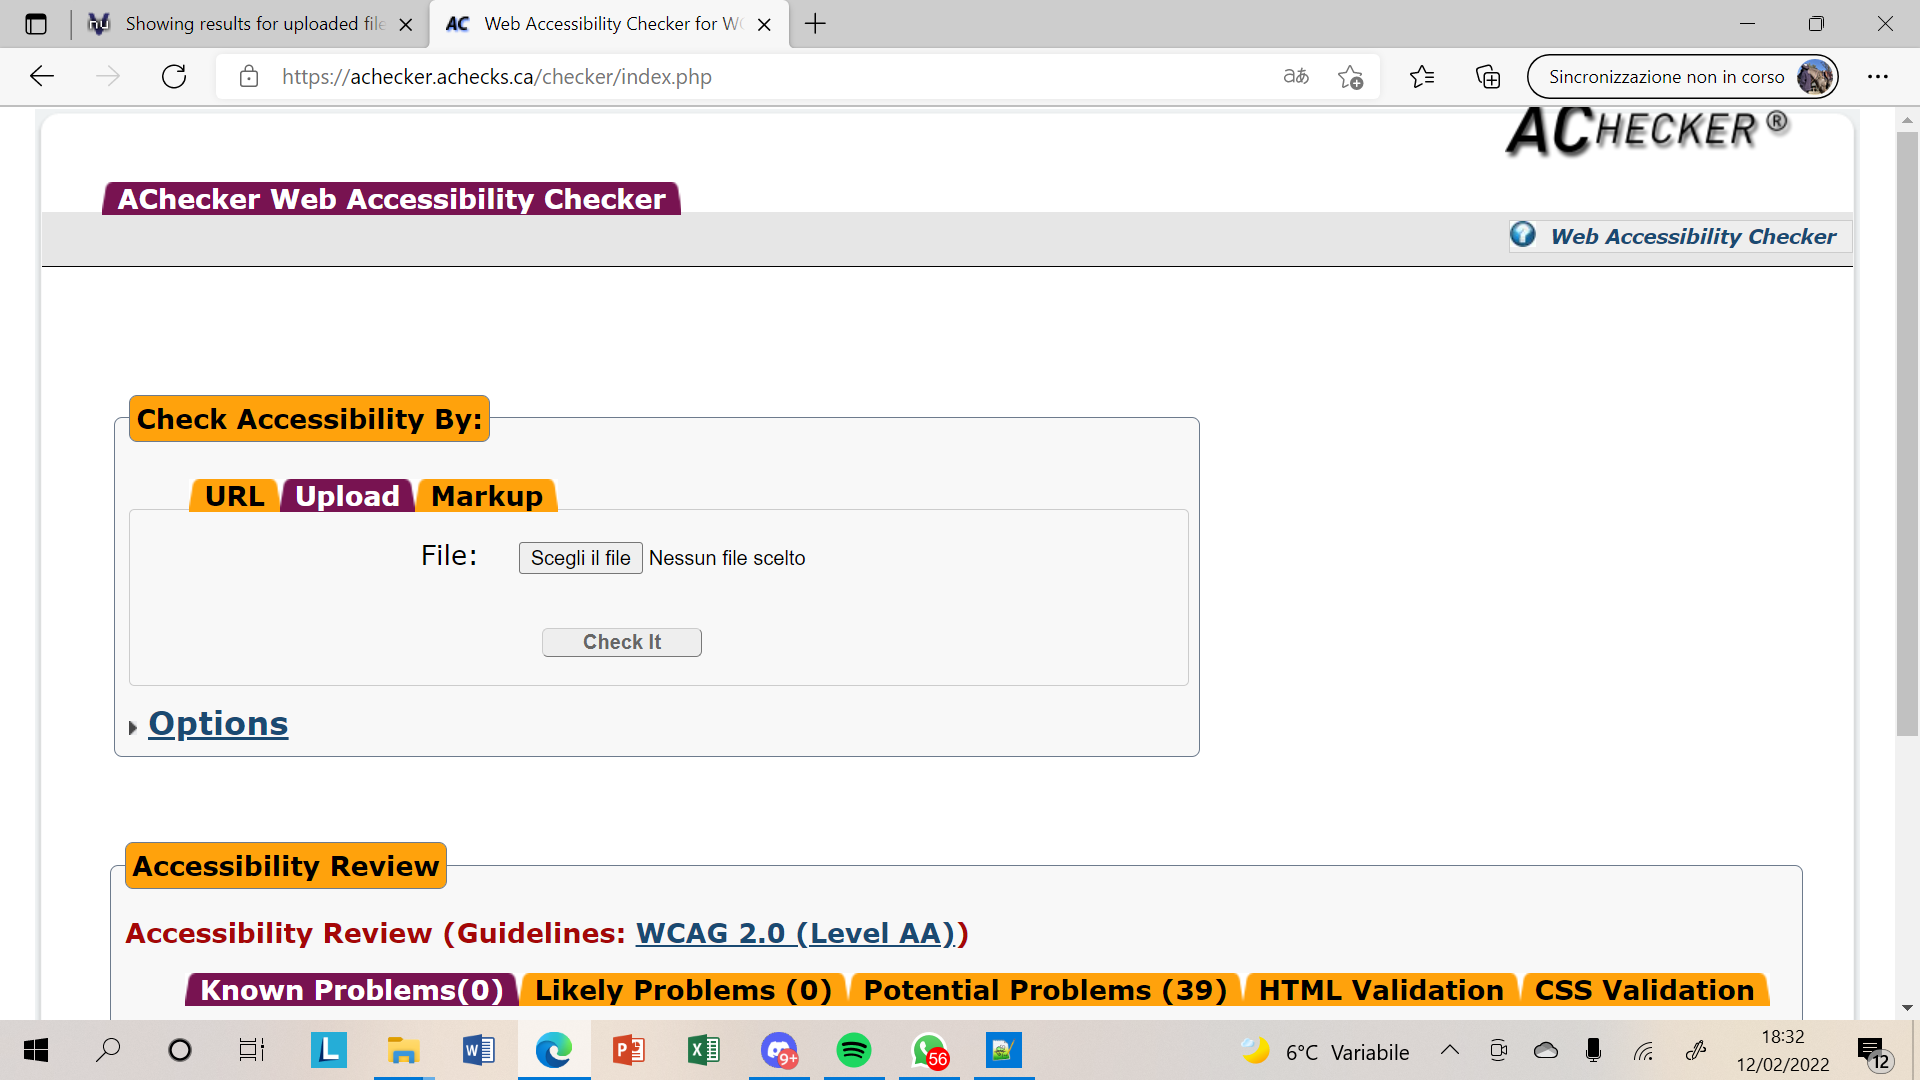 Showing results for uploaded file
AC Web Accessibility Checker for WC
https://achecker.achecks.ca/checker/index.php
aあ
Sincronizzazione non in corso
ACHECKER ®
AChecker Web Accessibility Checker
Web Accessibility Checker
Check Accessibility By:
URL Upload Markup
File: Scegli il file Nessun file scelto
Check It
Options
Accessibility Review
Accessibility Review (Guidelines: WCAG 2.0 (Level AA))
Known Problems(0) Likely Problems (0) Potential Problems (39) HTML Validation CSS Validation
L W P X 9+ 56
6°C Variabile
18:32
12/02/2022
12